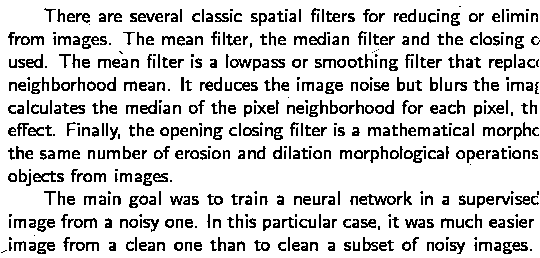 There are several classic spatial filters for reducing or elimin
from images. The mean filter, the median filter and the closing o
used. The mean filter is a lowpass or smoothing filter that replac
neighborhood mean. It reduces the image noise but blurs the imag
calculates the median of the pixel neighborhood for each pixel, th
effect. Finally, the opening closing filter is a mathematical morpho
the same number of erosion and dilation morphological operations
objects from images.
The main goal was to train a neural network in a supervised
image from a noisy one. In this particular case, it was much easier
image from a clean one than to clean a subset of noisy images.